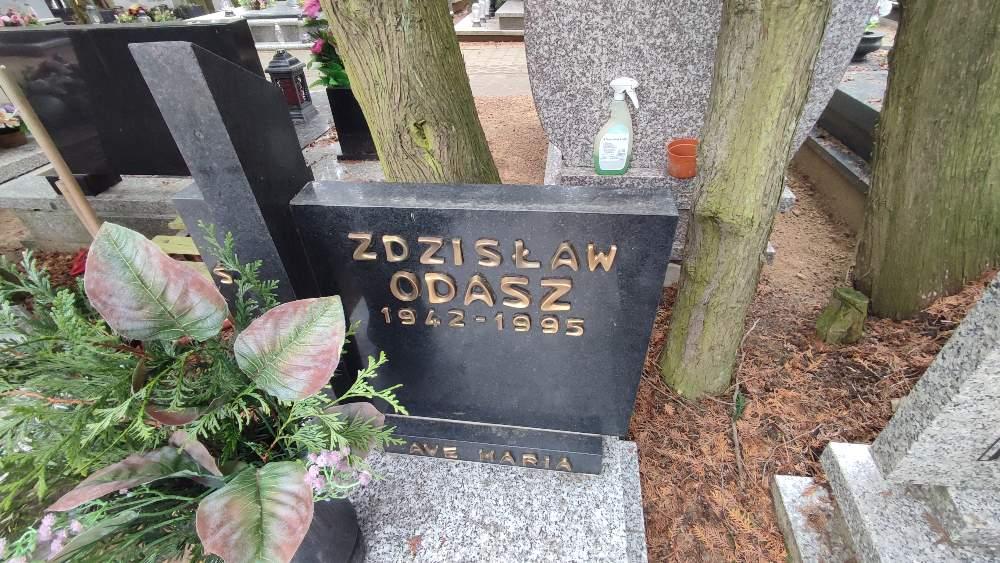 ZDZISŁAW
ODASZ
1942-1995
AVE MARIA
Ś